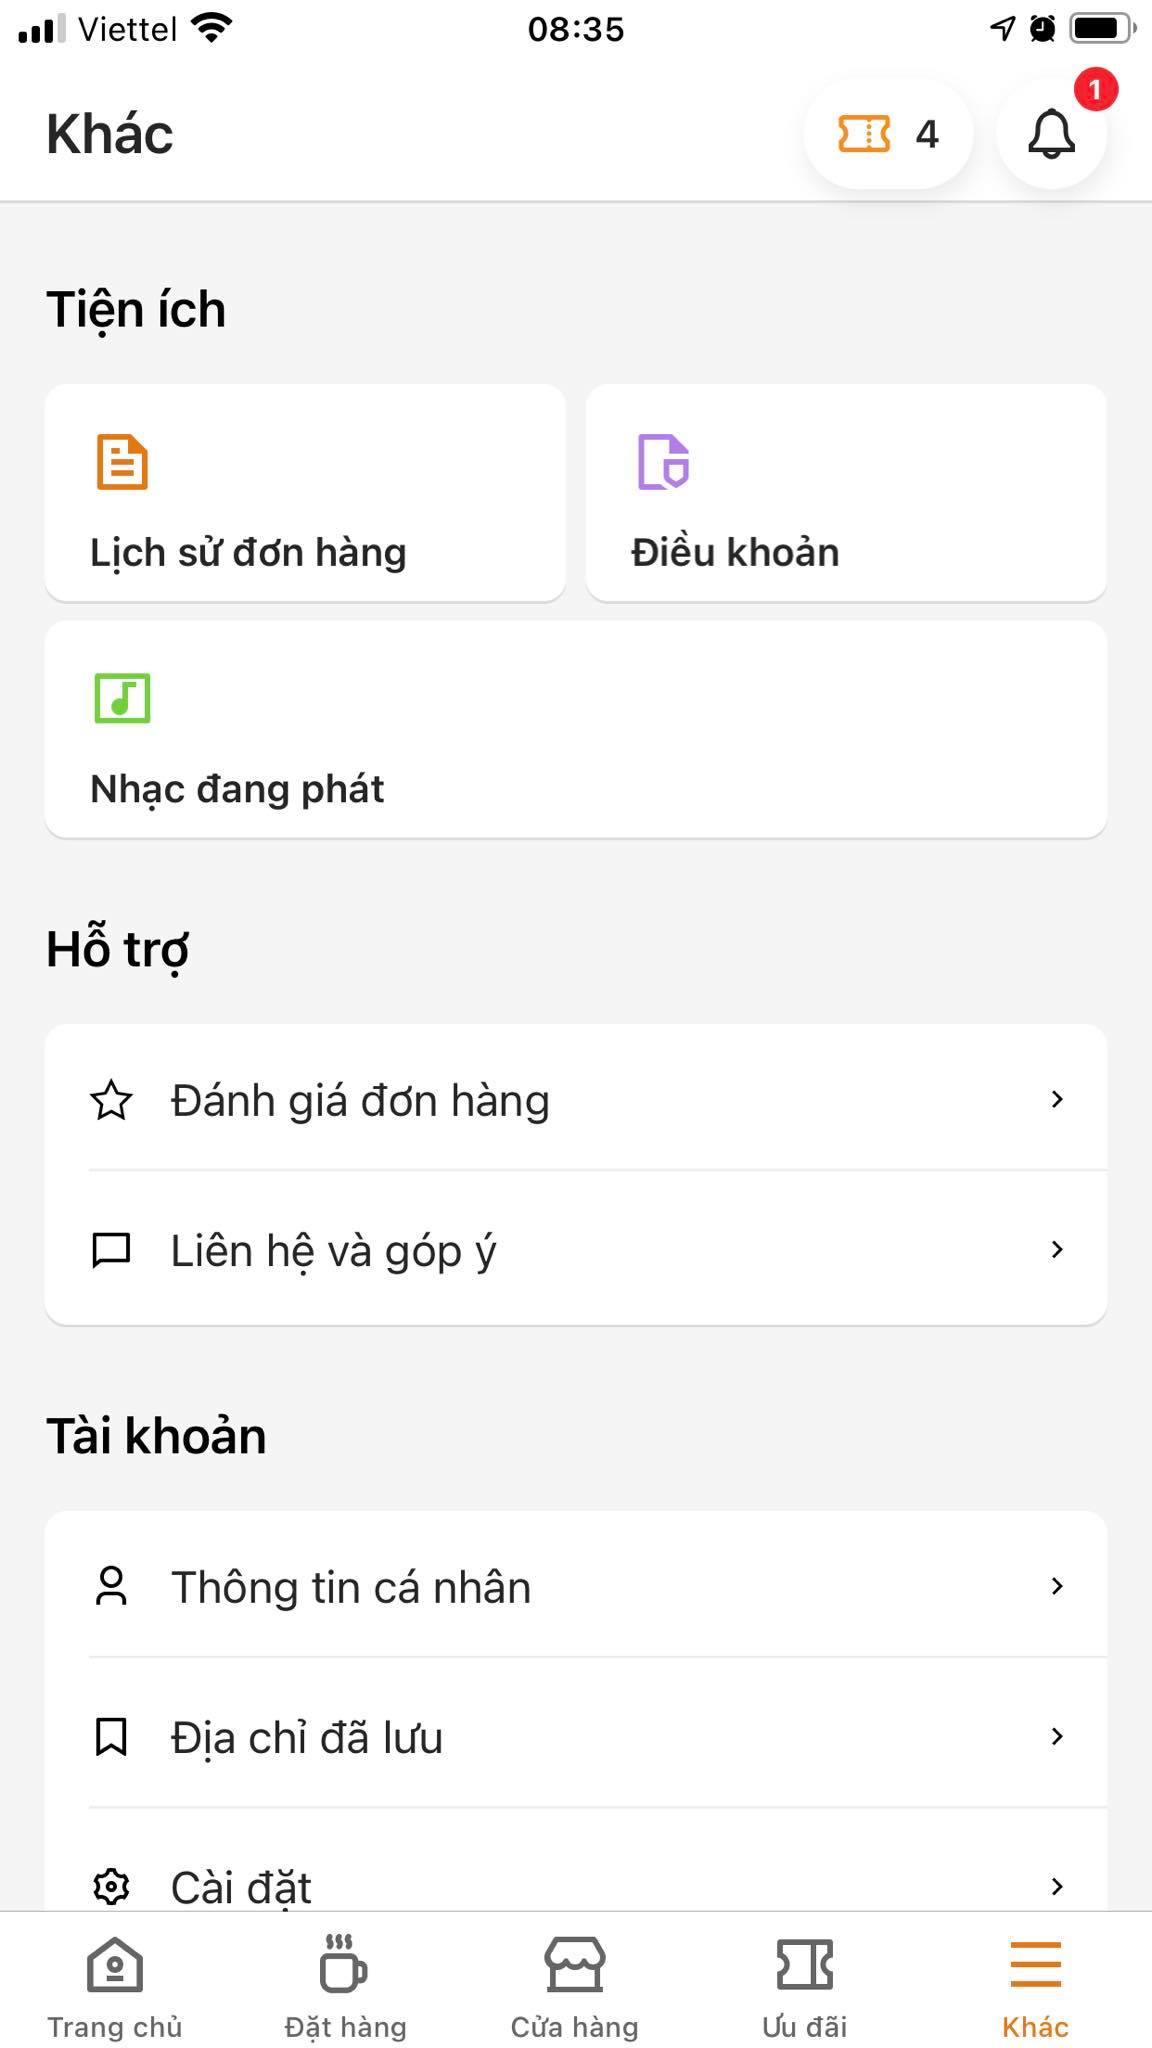 Viettel
08:35
Khác
4
1
Tiện ích
Lịch sử đơn hàng
Điều khoản
Nhạc đang phát
Hỗ trợ
Đánh giá đơn hàng
Liên hệ và góp ý
Tài khoản
Thông tin cá nhân
Địa chỉ đã lưu
Cài đặt
Trang chủ
Đặt hàng
Cửa hàng
Ưu đãi
Khác